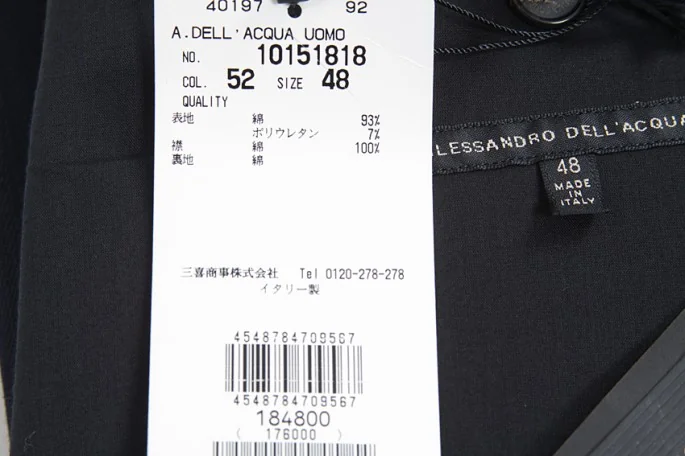 40197 92
A.DELL'ACQUA UOMO
NO. 10151818
COL. 52 SIZE 48
QUALITY
表地 綿 93%
ポリウレタン 7%
襟 綿 100%
裏地 綿
三喜商事株式会社 Tel 0120-278-278
イタリー製
4548784709567
4548784709567
184800
( 176000 )
LESSANDRO DELL'ACQUA
48
MADE
IN
ITALY